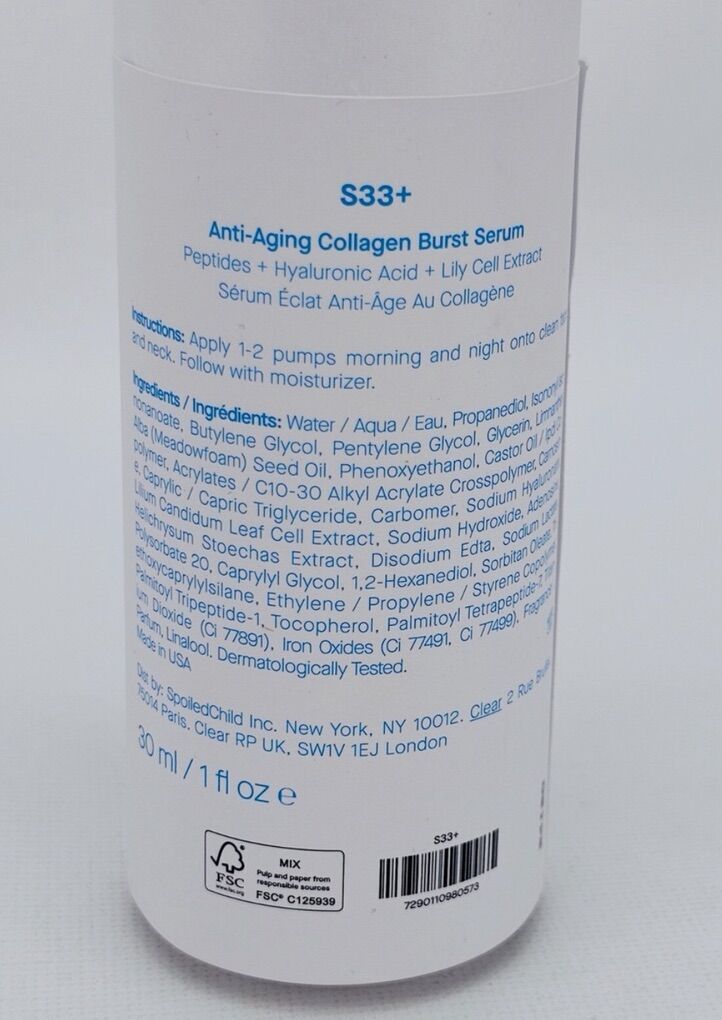 S33+
Anti-Aging Collagen Burst Serum
Peptides + Hyaluronic Acid + Lily Cell Extract
Sérum Éclat Anti-Âge Au Collagène
Instructions: Apply 1-2 pumps morning and night onto clean
and neck. Follow with moisturizer.
Ingredients / Ingrédients: Water / Aqua / Eau, Propanediol, Isononyl
nonanoate, Butylene Glycol, Pentylene Glycol, Glycerin,
Alba (Meadowfoam) Seed Oil, Phenoxyethanol, Castor Oil /
polymer, Acrylates / C10-30 Alkyl Acrylate Crosspolymer,
e, Caprylic / Capric Triglyceride, Carbomer, Sodium
Lilium Candidum Leaf Cell Extract, Sodium Hydroxide,
Helichrysum Stoechas Extract, Disodium Edta, Sodium
Polysorbate 20, Caprylyl Glycol, 1,2-Hexanediol, Sorbitan
ethoxycaprylylsilane, Ethylene / Propylene / Styrene
Palmitoyl Tripeptide-1, Tocopherol, Palmitoyl Tetrapeptide-7,
um Dioxide (Ci 77891), Iron Oxides (Ci 77491, Ci 77499),
Parfum, Linalool. Dermatologically Tested.
Made in USA
Dist by: SpoiledChild Inc. New York, NY 10012. Clear 2 Rue
75014 Paris. Clear RP UK, SW1V 1EJ London
30 ml / 1 fl oz ℮
FSC
www.fsc.org
MIX
Pulp and paper from
responsible sources
FSC® C125939
S33+
7290110980573